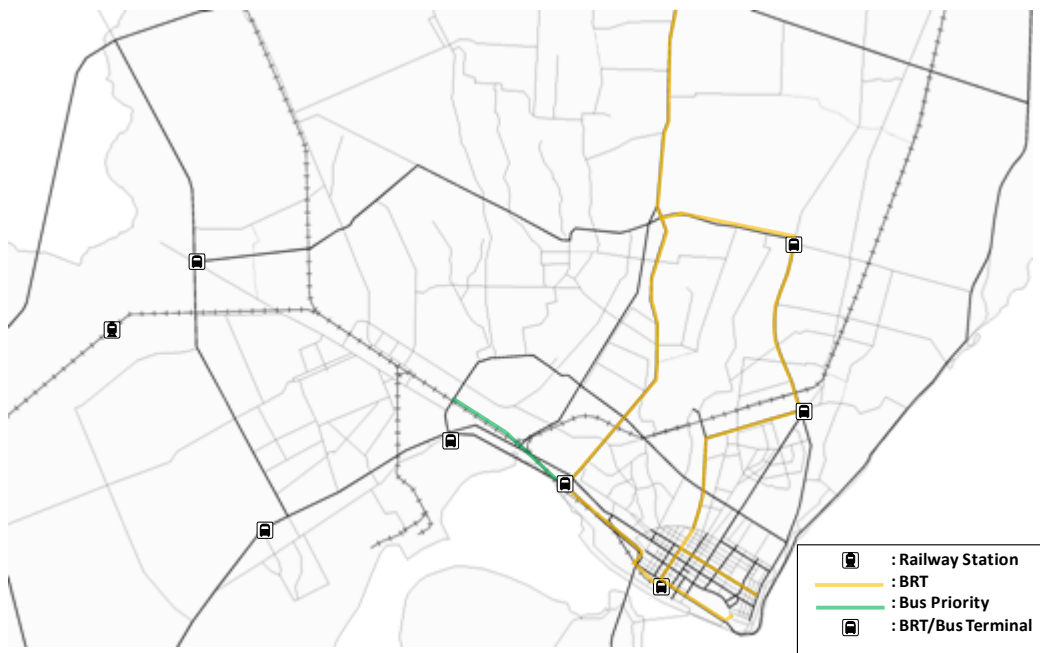 : Railway Station
: BRT
: Bus Priority
: BRT/Bus Terminal